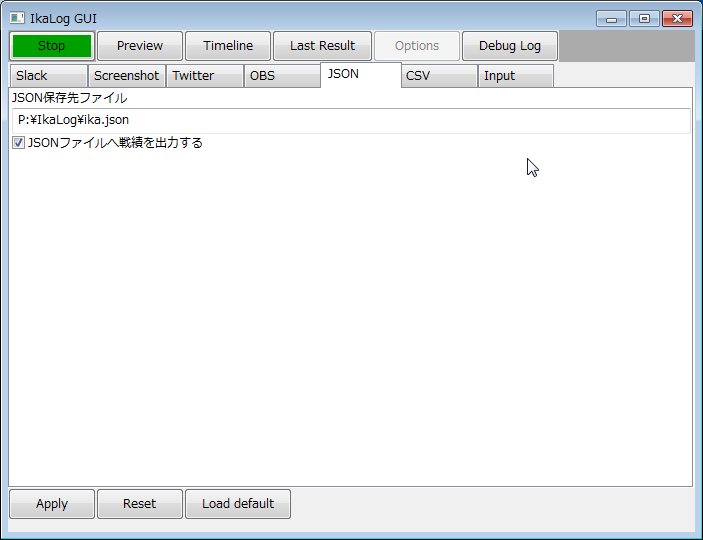 IkaLog GUI
Stop Preview Timeline Last Result Options Debug Log
Slack Screenshot Twitter OBS JSON CSV Input
JSON保存先ファイル
P:¥IkaLog¥ika.json
JSONファイルへ戦績を出力する
Apply Reset Load default